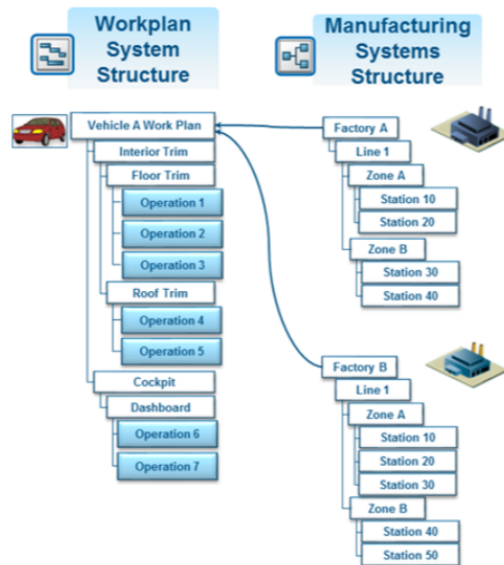 Workplan
System
Structure
Manufacturing
Systems
Structure
Vehicle A Work Plan
Interior Trim
Floor Trim
Operation 1
Operation 2
Operation 3
Roof Trim
Operation 4
Operation 5
Cockpit
Dashboard
Operation 6
Operation 7
Factory A
Line 1
Zone A
Station 10
Station 20
Zone B
Station 30
Station 40
Factory B
Line 1
Zone A
Station 10
Station 20
Station 30
Zone B
Station 40
Station 50